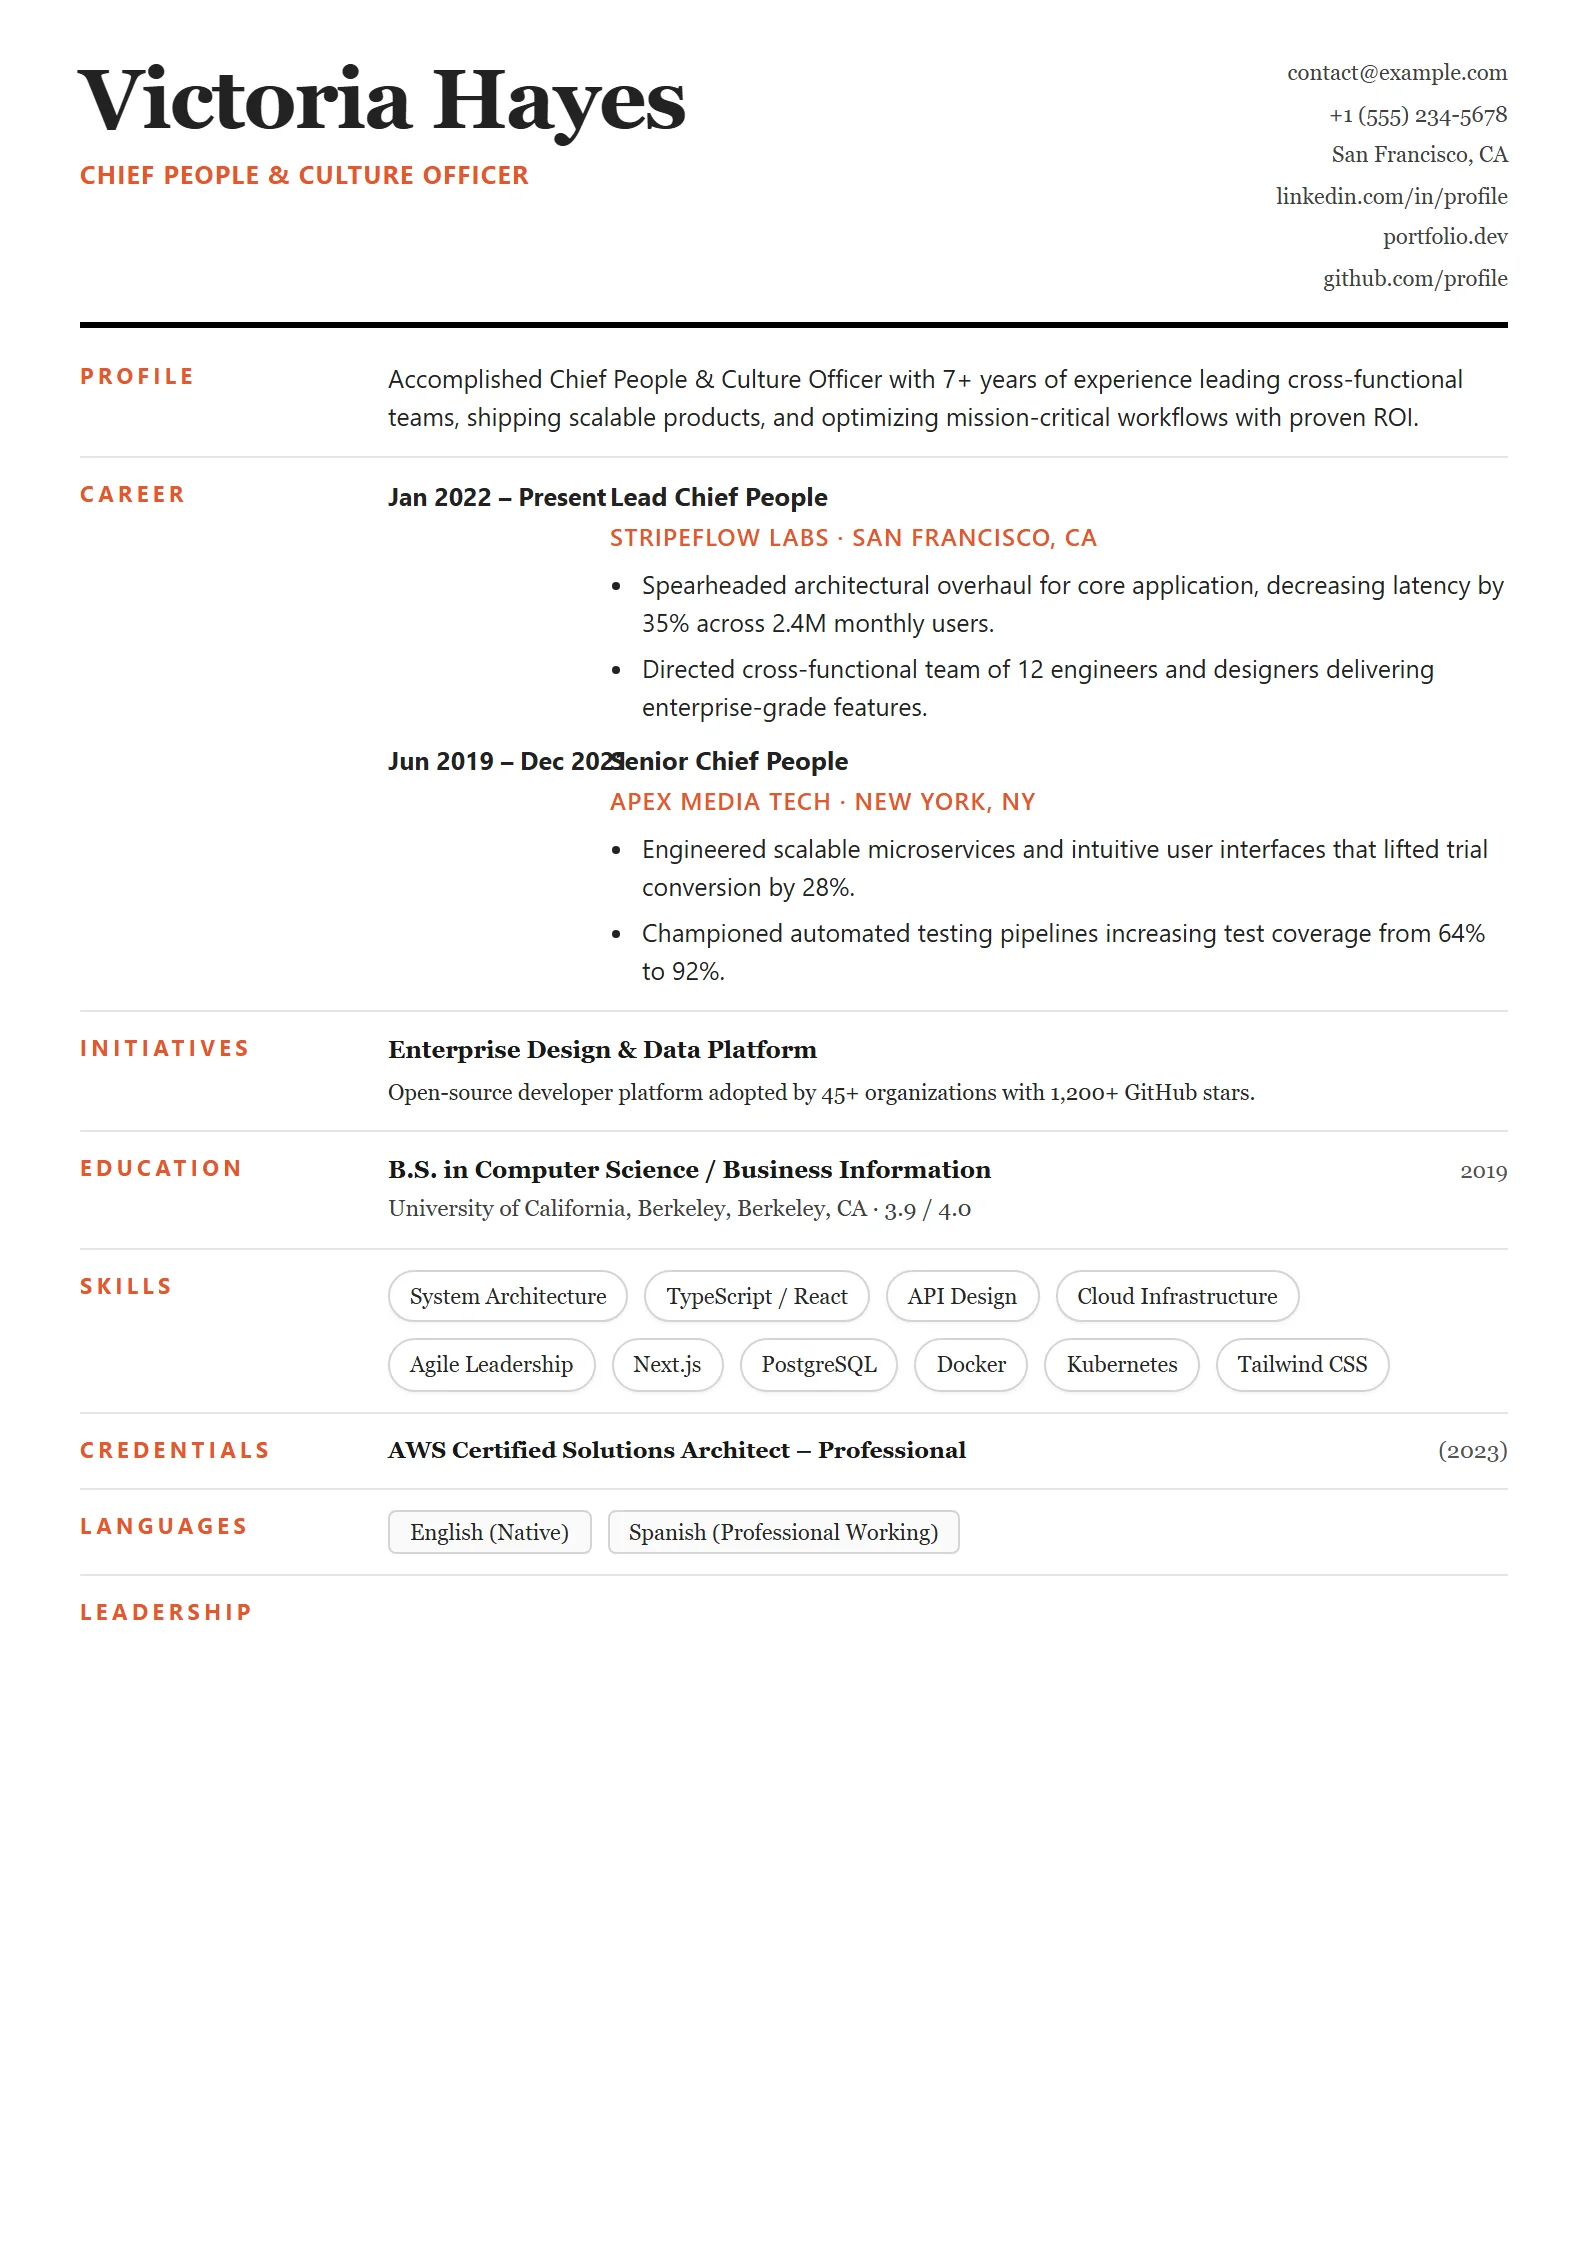 Victoria Hayes
CHIEF PEOPLE & CULTURE OFFICER
contact@example.com
+1 (555) 234-5678
San Francisco, CA
linkedin.com/in/profile
portfolio.dev
github.com/profile
PROFILE
Accomplished Chief People & Culture Officer with 7+ years of experience leading cross-functional
teams, shipping scalable products, and optimizing mission-critical workflows with proven ROI.
CAREER
Jan 2022 – Present Lead Chief People
STRIPEFLOW LABS · SAN FRANCISCO, CA
• Spearheaded architectural overhaul for core application, decreasing latency by
35% across 2.4M monthly users.
• Directed cross-functional team of 12 engineers and designers delivering
enterprise-grade features.
Jun 2019 – Dec 2021 Senior Chief People
APEX MEDIA TECH · NEW YORK, NY
• Engineered scalable microservices and intuitive user interfaces that lifted trial
conversion by 28%.
• Championed automated testing pipelines increasing test coverage from 64%
to 92%.
INITIATIVES
Enterprise Design & Data Platform
Open-source developer platform adopted by 45+ organizations with 1,200+ GitHub stars.
EDUCATION
B.S. in Computer Science / Business Information 2019
University of California, Berkeley, Berkeley, CA · 3.9 / 4.0
SKILLS
System Architecture TypeScript / React API Design Cloud Infrastructure
Agile Leadership Next.js PostgreSQL Docker Kubernetes Tailwind CSS
CREDENTIALS
AWS Certified Solutions Architect – Professional (2023)
LANGUAGES
English (Native) Spanish (Professional Working)
LEADERSHIP